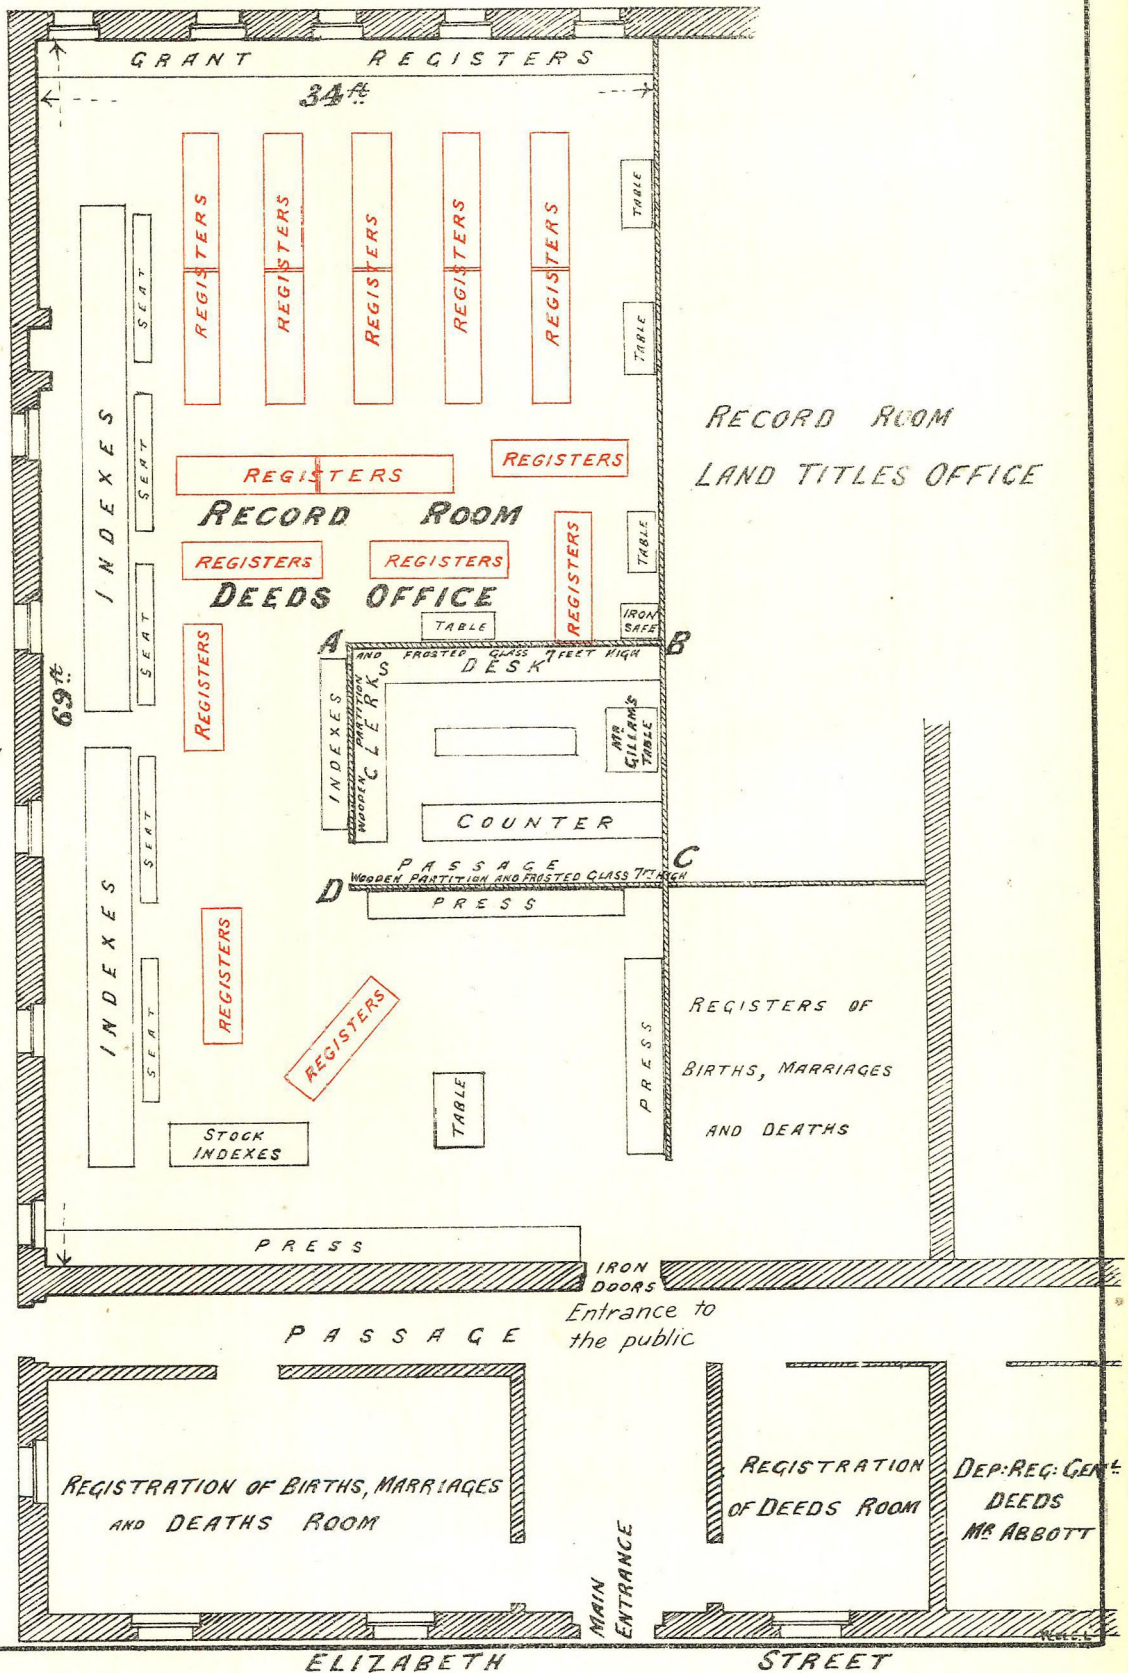 GRANT REGISTERS
34ft
REGISTERS
REGISTERS
REGISTERS
REGISTERS
REGISTERS
REGISTERS
REGISTERS
REGISTERS
REGISTERS
REGISTERS
TABLE
TABLE
SEAT
SEAT
SEAT
INDEXES
RECORD ROOM
LAND TITLES OFFICE
REGISTERS
REGISTERS
RECORD ROOM
REGISTERS
REGISTERS
REGISTERS
TABLE
DEEDS OFFICE
TABLE
IRON
SAFE
A
B
AND FROSTED GLASS 7 FEET HIGH
DESK
CLERKS
WOODEN PARTITION
INDEXES
REGISTERS
69ft
MR
GILLAM'S
TABLE
COUNTER
PASSAGE
C
WOODEN PARTITION AND FROSTED GLASS 7FT HIGH
D
PRESS
SEAT
INDEXES
SEAT
REGISTERS
REGISTERS
PRESS
REGISTERS OF
BIRTHS, MARRIAGES
AND DEATHS
TABLE
STOCK
INDEXES
PRESS
IRON
DOORS
Entrance to
the public
PASSAGE
REGISTRATION OF BIRTHS, MARRIAGES
AND DEATHS ROOM
REGISTRATION
OF DEEDS ROOM
DEP: REG: GENL
DEEDS
MR ABBOTT
MAIN
ENTRANCE
ELIZABETH STREET